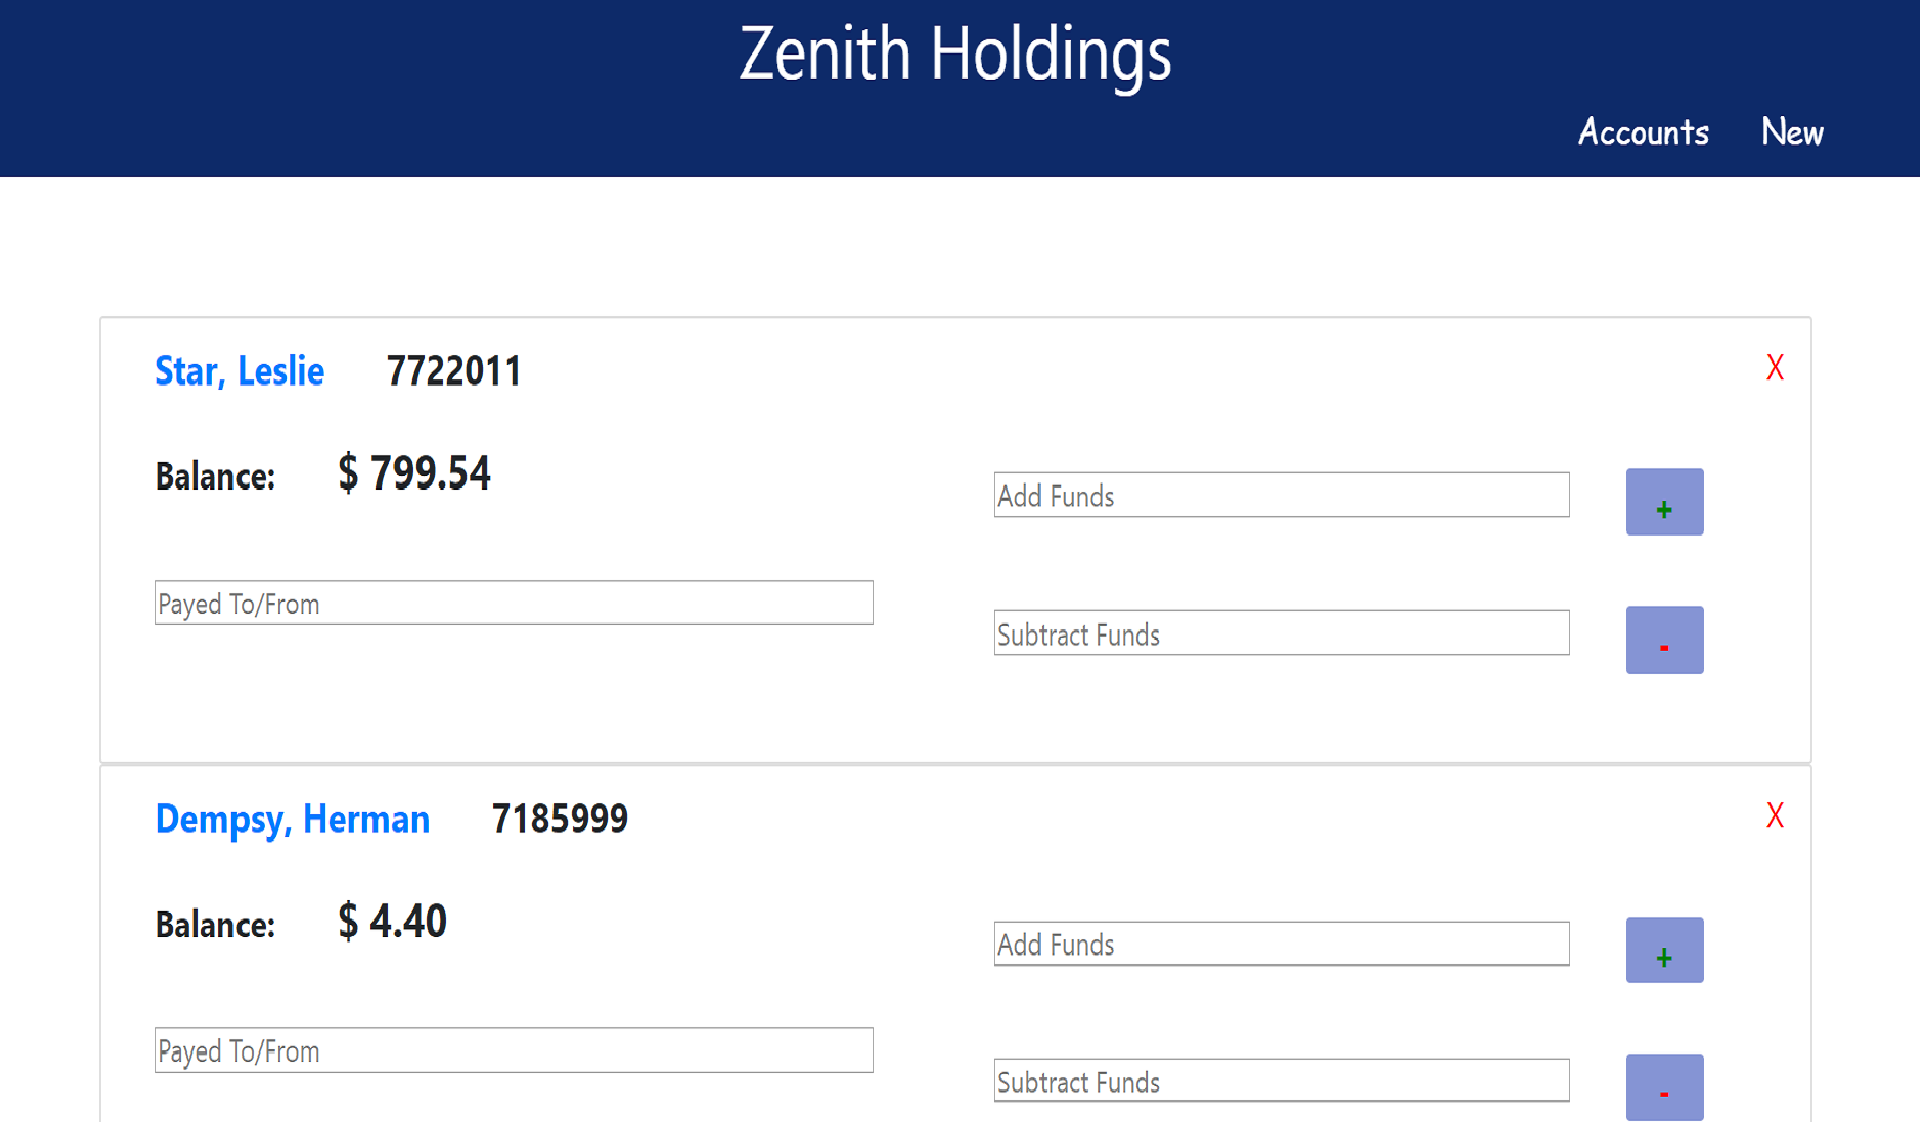 Zenith Holdings
Accounts New
Star, Leslie 7722011 X
Balance: $ 799.54
Add Funds +
Payed To/From
Subtract Funds -
Dempsy, Herman 7185999 X
Balance: $ 4.40
Add Funds +
Payed To/From
Subtract Funds -